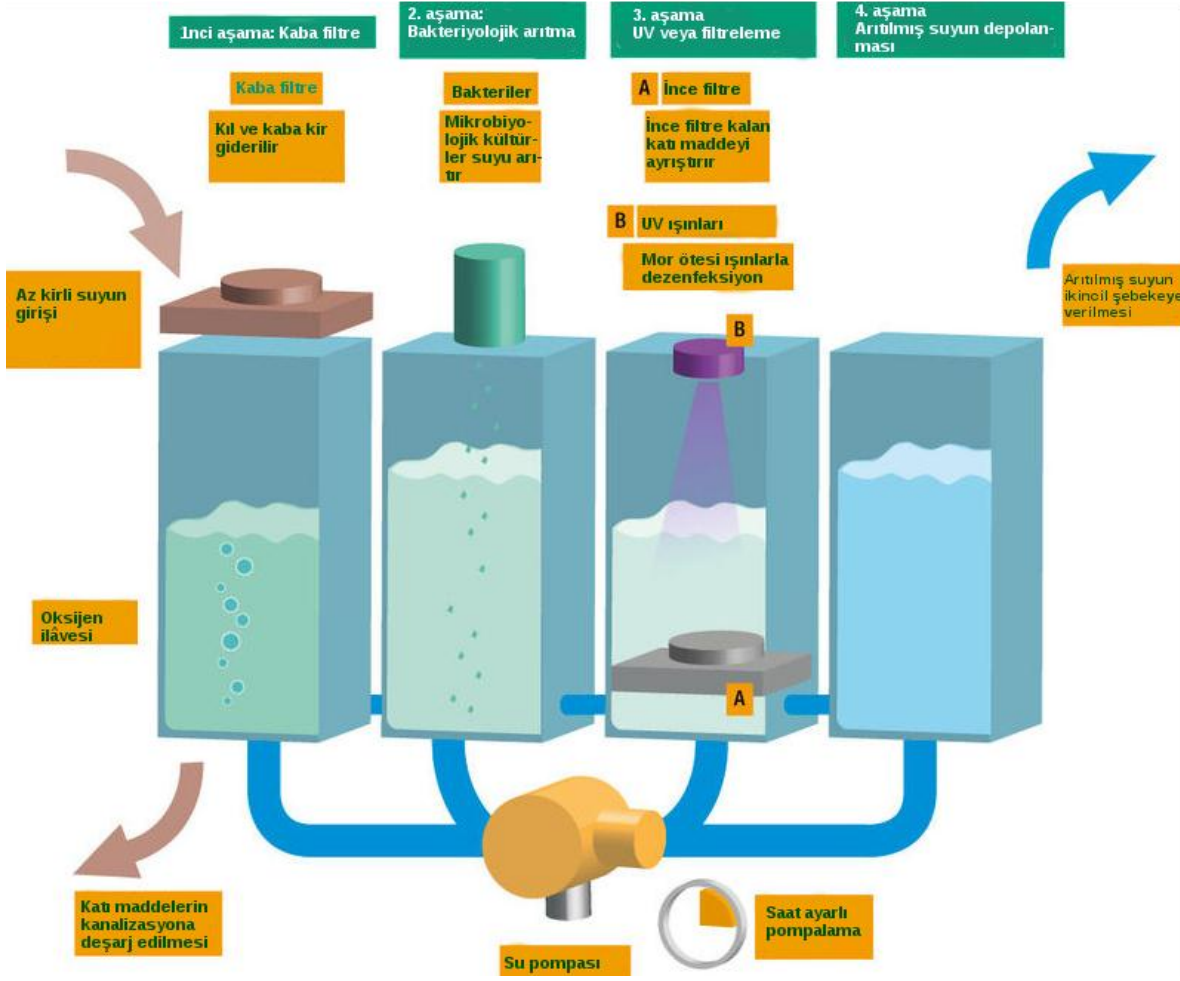 1nci aşama: Kaba filtre
2. aşama:
Bakteriyolojik arıtma
3. aşama
UV veya filtreleme
4. aşama
Arıtılmış suyun depolan-
ması
Kaba filtre
Kıl ve kaba kir
giderilir
Bakteriler
Mikrobiyo-
lojik kültür-
ler suyu arı-
tır
A İnce filtre
İnce filtre kalan
katı maddeyi
ayrıştırır
B UV ışınları
Mor ötesi ışınlarla
dezenfeksiyon
Az kirli suyun
girişi
Arıtılmış suyun
ikincil şebekeye
verilmesi
B
Oksijen
ilâvesi
A
Katı maddelerin
kanalizasyona
deşarj edilmesi
Su pompası
Saat ayarlı
pompalama